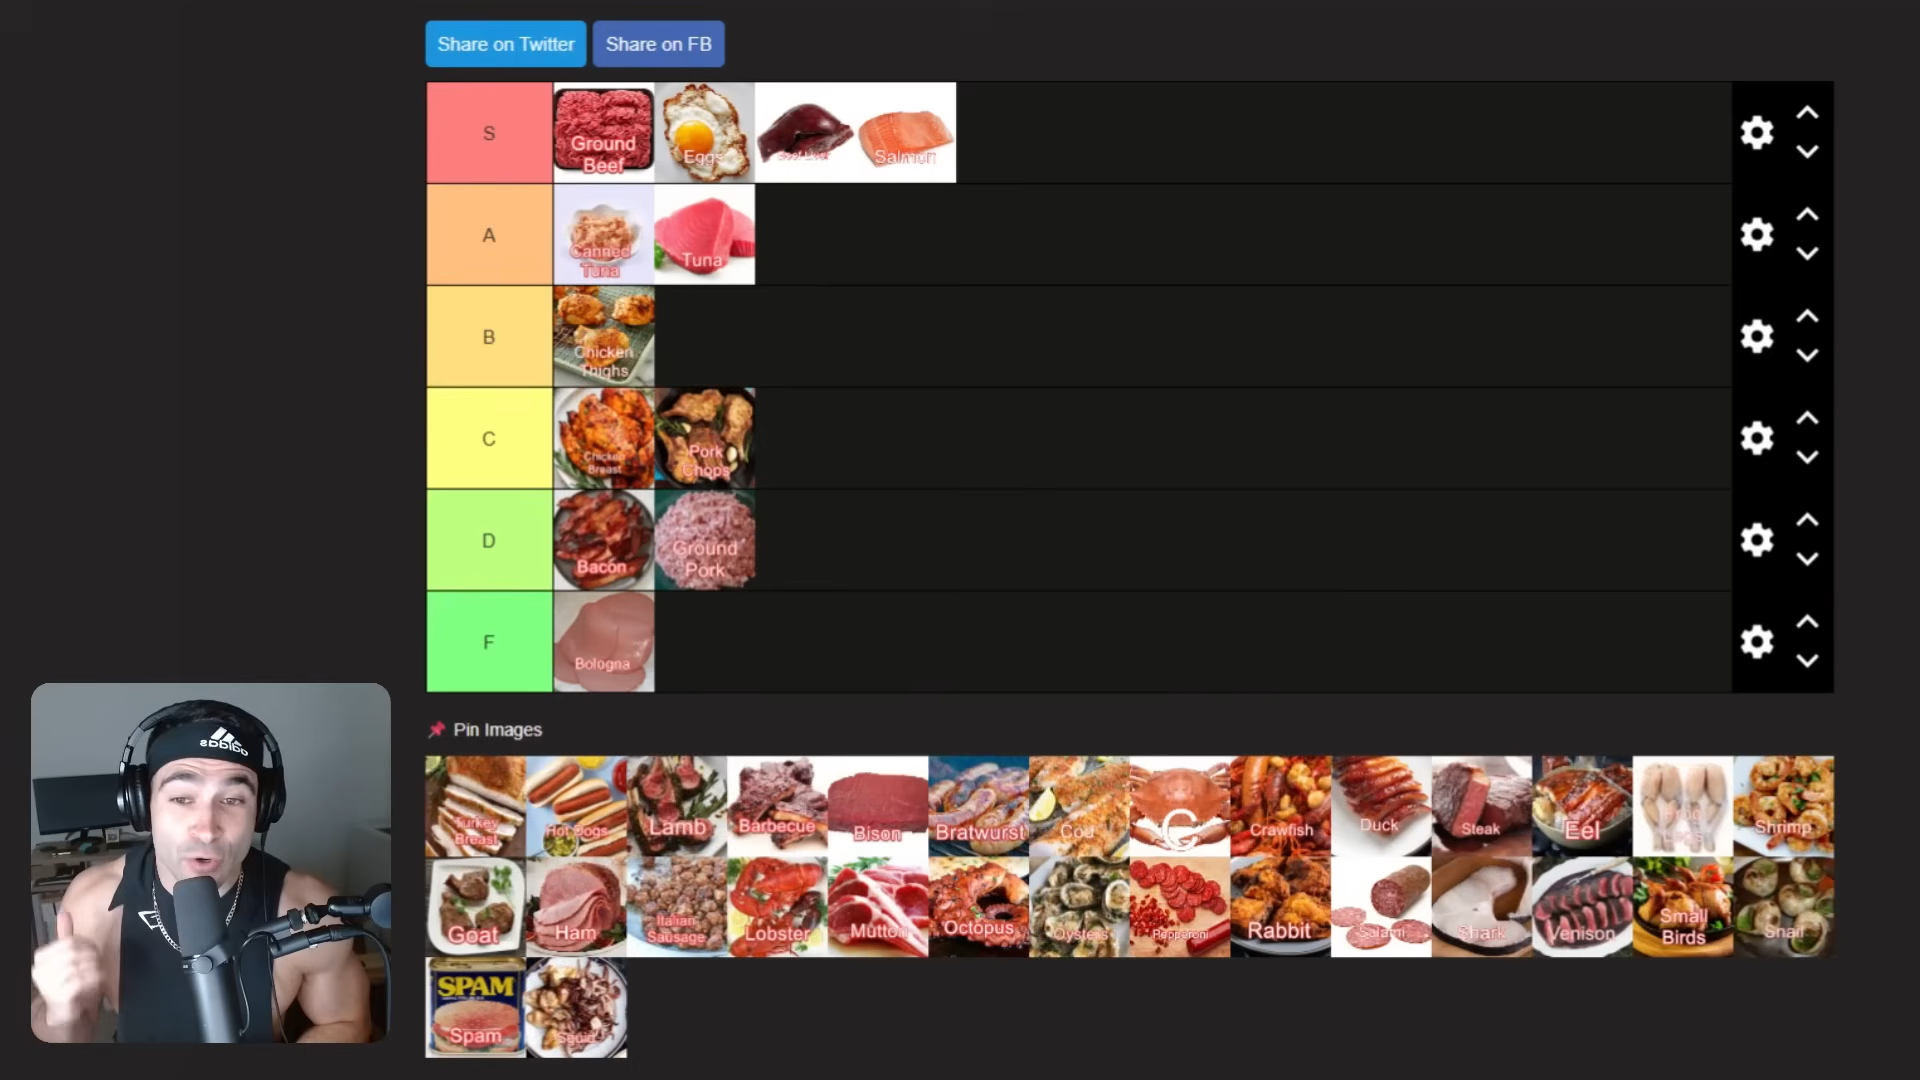 Share on Twitter
Share on FB
S
Ground
Beef
Eggs
Salmon
A
Canned
Tuna
Tuna
B
Chicken
Thighs
C
Chicken
Breast
Pork
Chops
D
Bacon
Ground
Pork
F
Bologna
Pin Images
Turkey
Breast
Hot Dogs
Lamb
Barbecue
Bison
Bratwurst
Cod
C
Crawfish
Duck
Steak
Eel
Shrimp
Goat
Ham
Italian
Sausage
Lobster
Mutton
Octopus
Oysters
Pepperoni
Rabbit
Salami
Shark
Venison
Small
Birds
Snail
SPAM
Spam
Squid
adidas